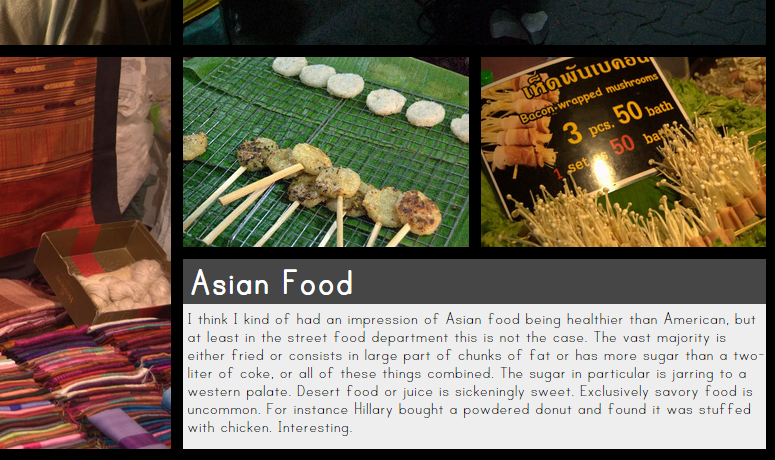 เห็ดพันเบคอน
Bacon-wrapped mushrooms
3 pcs. 50 bath
1 set 50
Asian Food
I think I kind of had an impression of Asian food being healthier than American, but
at least in the street food department this is not the case. The vast majority is
either fried or consists in large part of chunks of fat or has more sugar than a two-
liter of coke, or all of these things combined. The sugar in particular is jarring to a
western palate. Desert food or juice is sickeningly sweet. Exclusively savory food is
uncommon. For instance Hillary bought a powdered donut and found it was stuffed
with chicken. Interesting.